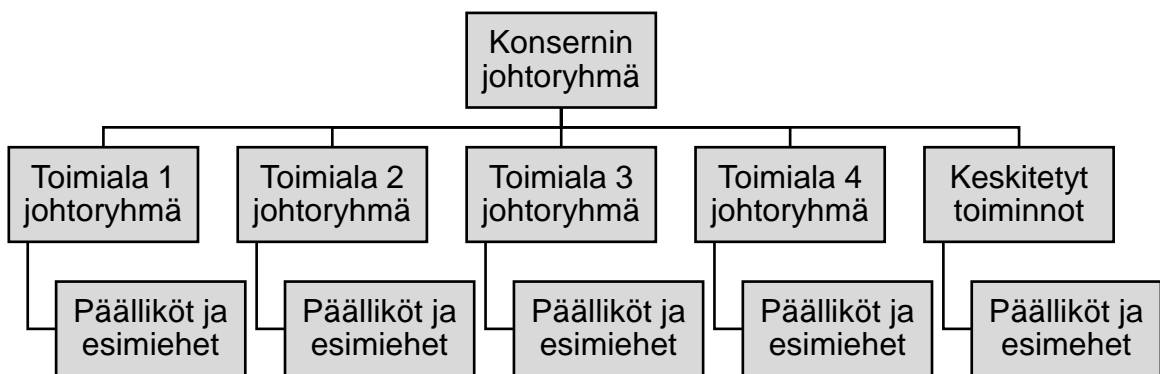 Konsernin
johtoryhmä
Toimiala 1
johtoryhmä
Toimiala 2
johtoryhmä
Toimiala 3
johtoryhmä
Toimiala 4
johtoryhmä
Keskitetyt
toiminnot
Päälliköt ja
esimiehet
Päälliköt ja
esimiehet
Päälliköt ja
esimiehet
Päälliköt ja
esimiehet
Päälliköt ja
esimehet